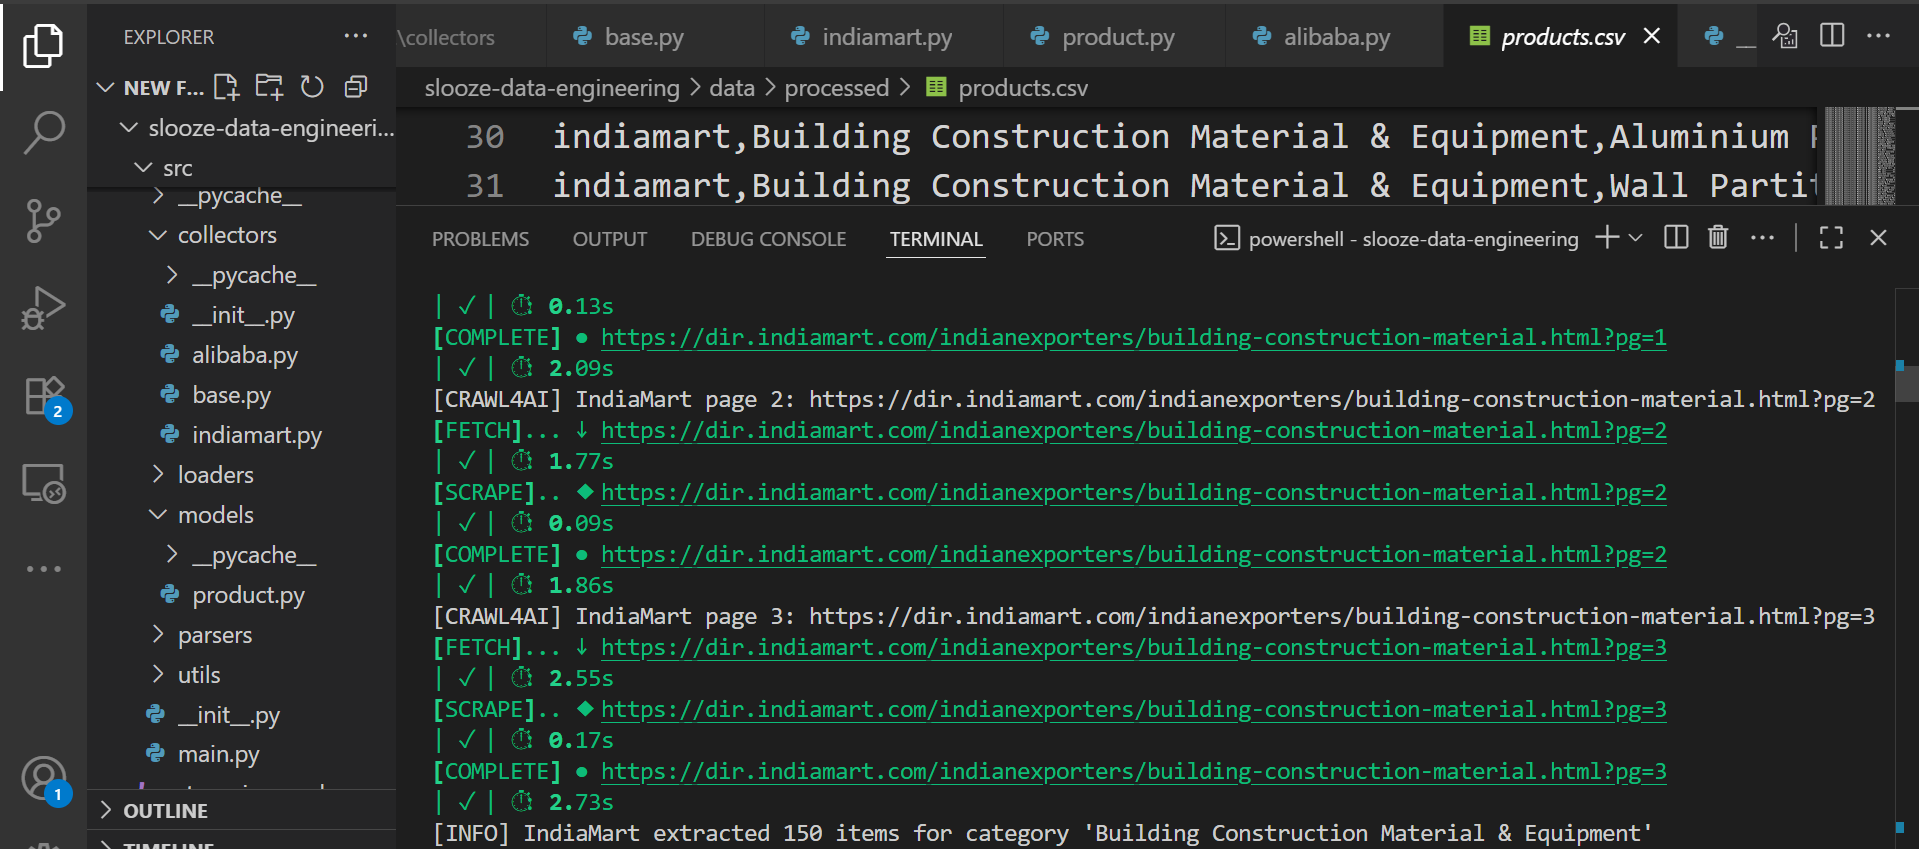 EXPLORER
NEW F...
slooze-data-engineeri...
src
__pycache__
collectors
__pycache__
__init__.py
alibaba.py
base.py
indiamart.py
loaders
models
__pycache__
product.py
parsers
utils
__init__.py
main.py
OUTLINE
TIMELINE
2
1
\collectors
base.py
indiamart.py
product.py
alibaba.py
products.csv
slooze-data-engineering > data > processed > products.csv
30 indiamart,Building Construction Material & Equipment,Aluminium
31 indiamart,Building Construction Material & Equipment,Wall Partit
PROBLEMS OUTPUT DEBUG CONSOLE TERMINAL PORTS
powershell - slooze-data-engineering
| ✓ | ⏱ 0.13s
[COMPLETE] ● https://dir.indiamart.com/indianexporters/building-construction-material.html?pg=1
| ✓ | ⏱ 2.09s
[CRAWL4AI] IndiaMart page 2: https://dir.indiamart.com/indianexporters/building-construction-material.html?pg=2
[FETCH]... ↓ https://dir.indiamart.com/indianexporters/building-construction-material.html?pg=2
| ✓ | ⏱ 1.77s
[SCRAPE].. ◆ https://dir.indiamart.com/indianexporters/building-construction-material.html?pg=2
| ✓ | ⏱ 0.09s
[COMPLETE] ● https://dir.indiamart.com/indianexporters/building-construction-material.html?pg=2
| ✓ | ⏱ 1.86s
[CRAWL4AI] IndiaMart page 3: https://dir.indiamart.com/indianexporters/building-construction-material.html?pg=3
[FETCH]... ↓ https://dir.indiamart.com/indianexporters/building-construction-material.html?pg=3
| ✓ | ⏱ 2.55s
[SCRAPE].. ◆ https://dir.indiamart.com/indianexporters/building-construction-material.html?pg=3
| ✓ | ⏱ 0.17s
[COMPLETE] ● https://dir.indiamart.com/indianexporters/building-construction-material.html?pg=3
| ✓ | ⏱ 2.73s
[INFO] IndiaMart extracted 150 items for category 'Building Construction Material & Equipment'